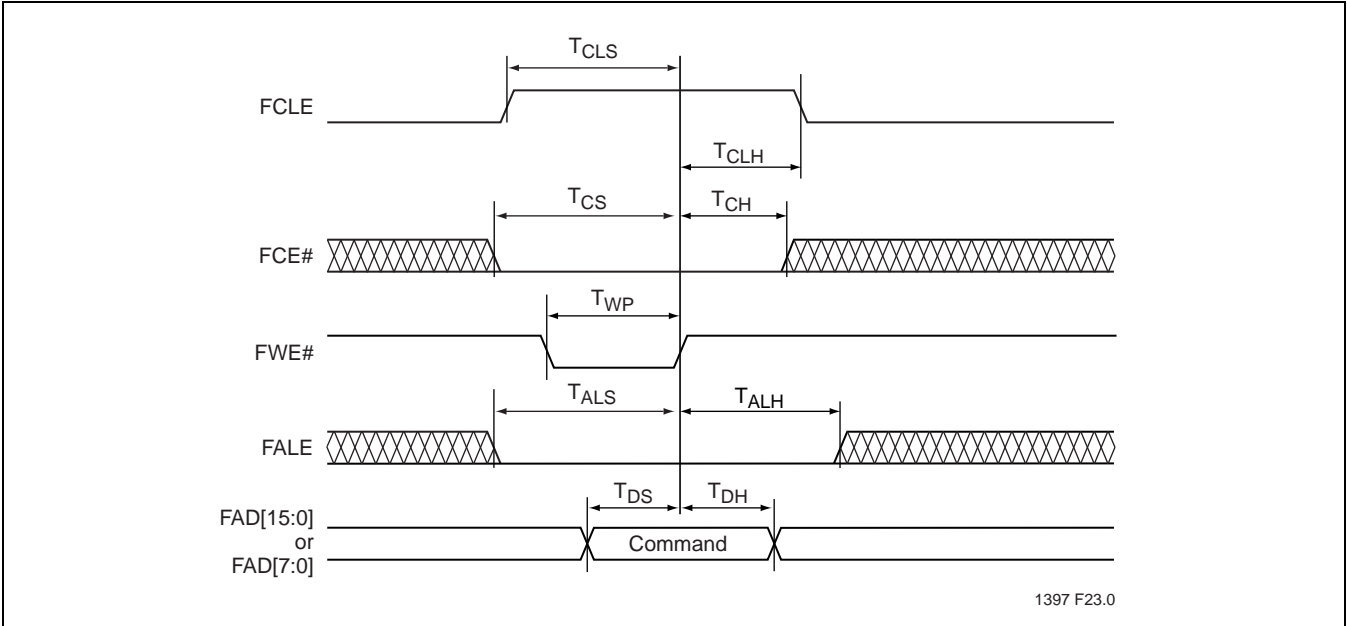 TCLS
FCLE
TCLH
TCS
TCH
FCE#
TWP
FWE#
TALS
TALH
FALE
TDS
TDH
FAD[15:0]
or
FAD[7:0]
Command
1397 F23.0